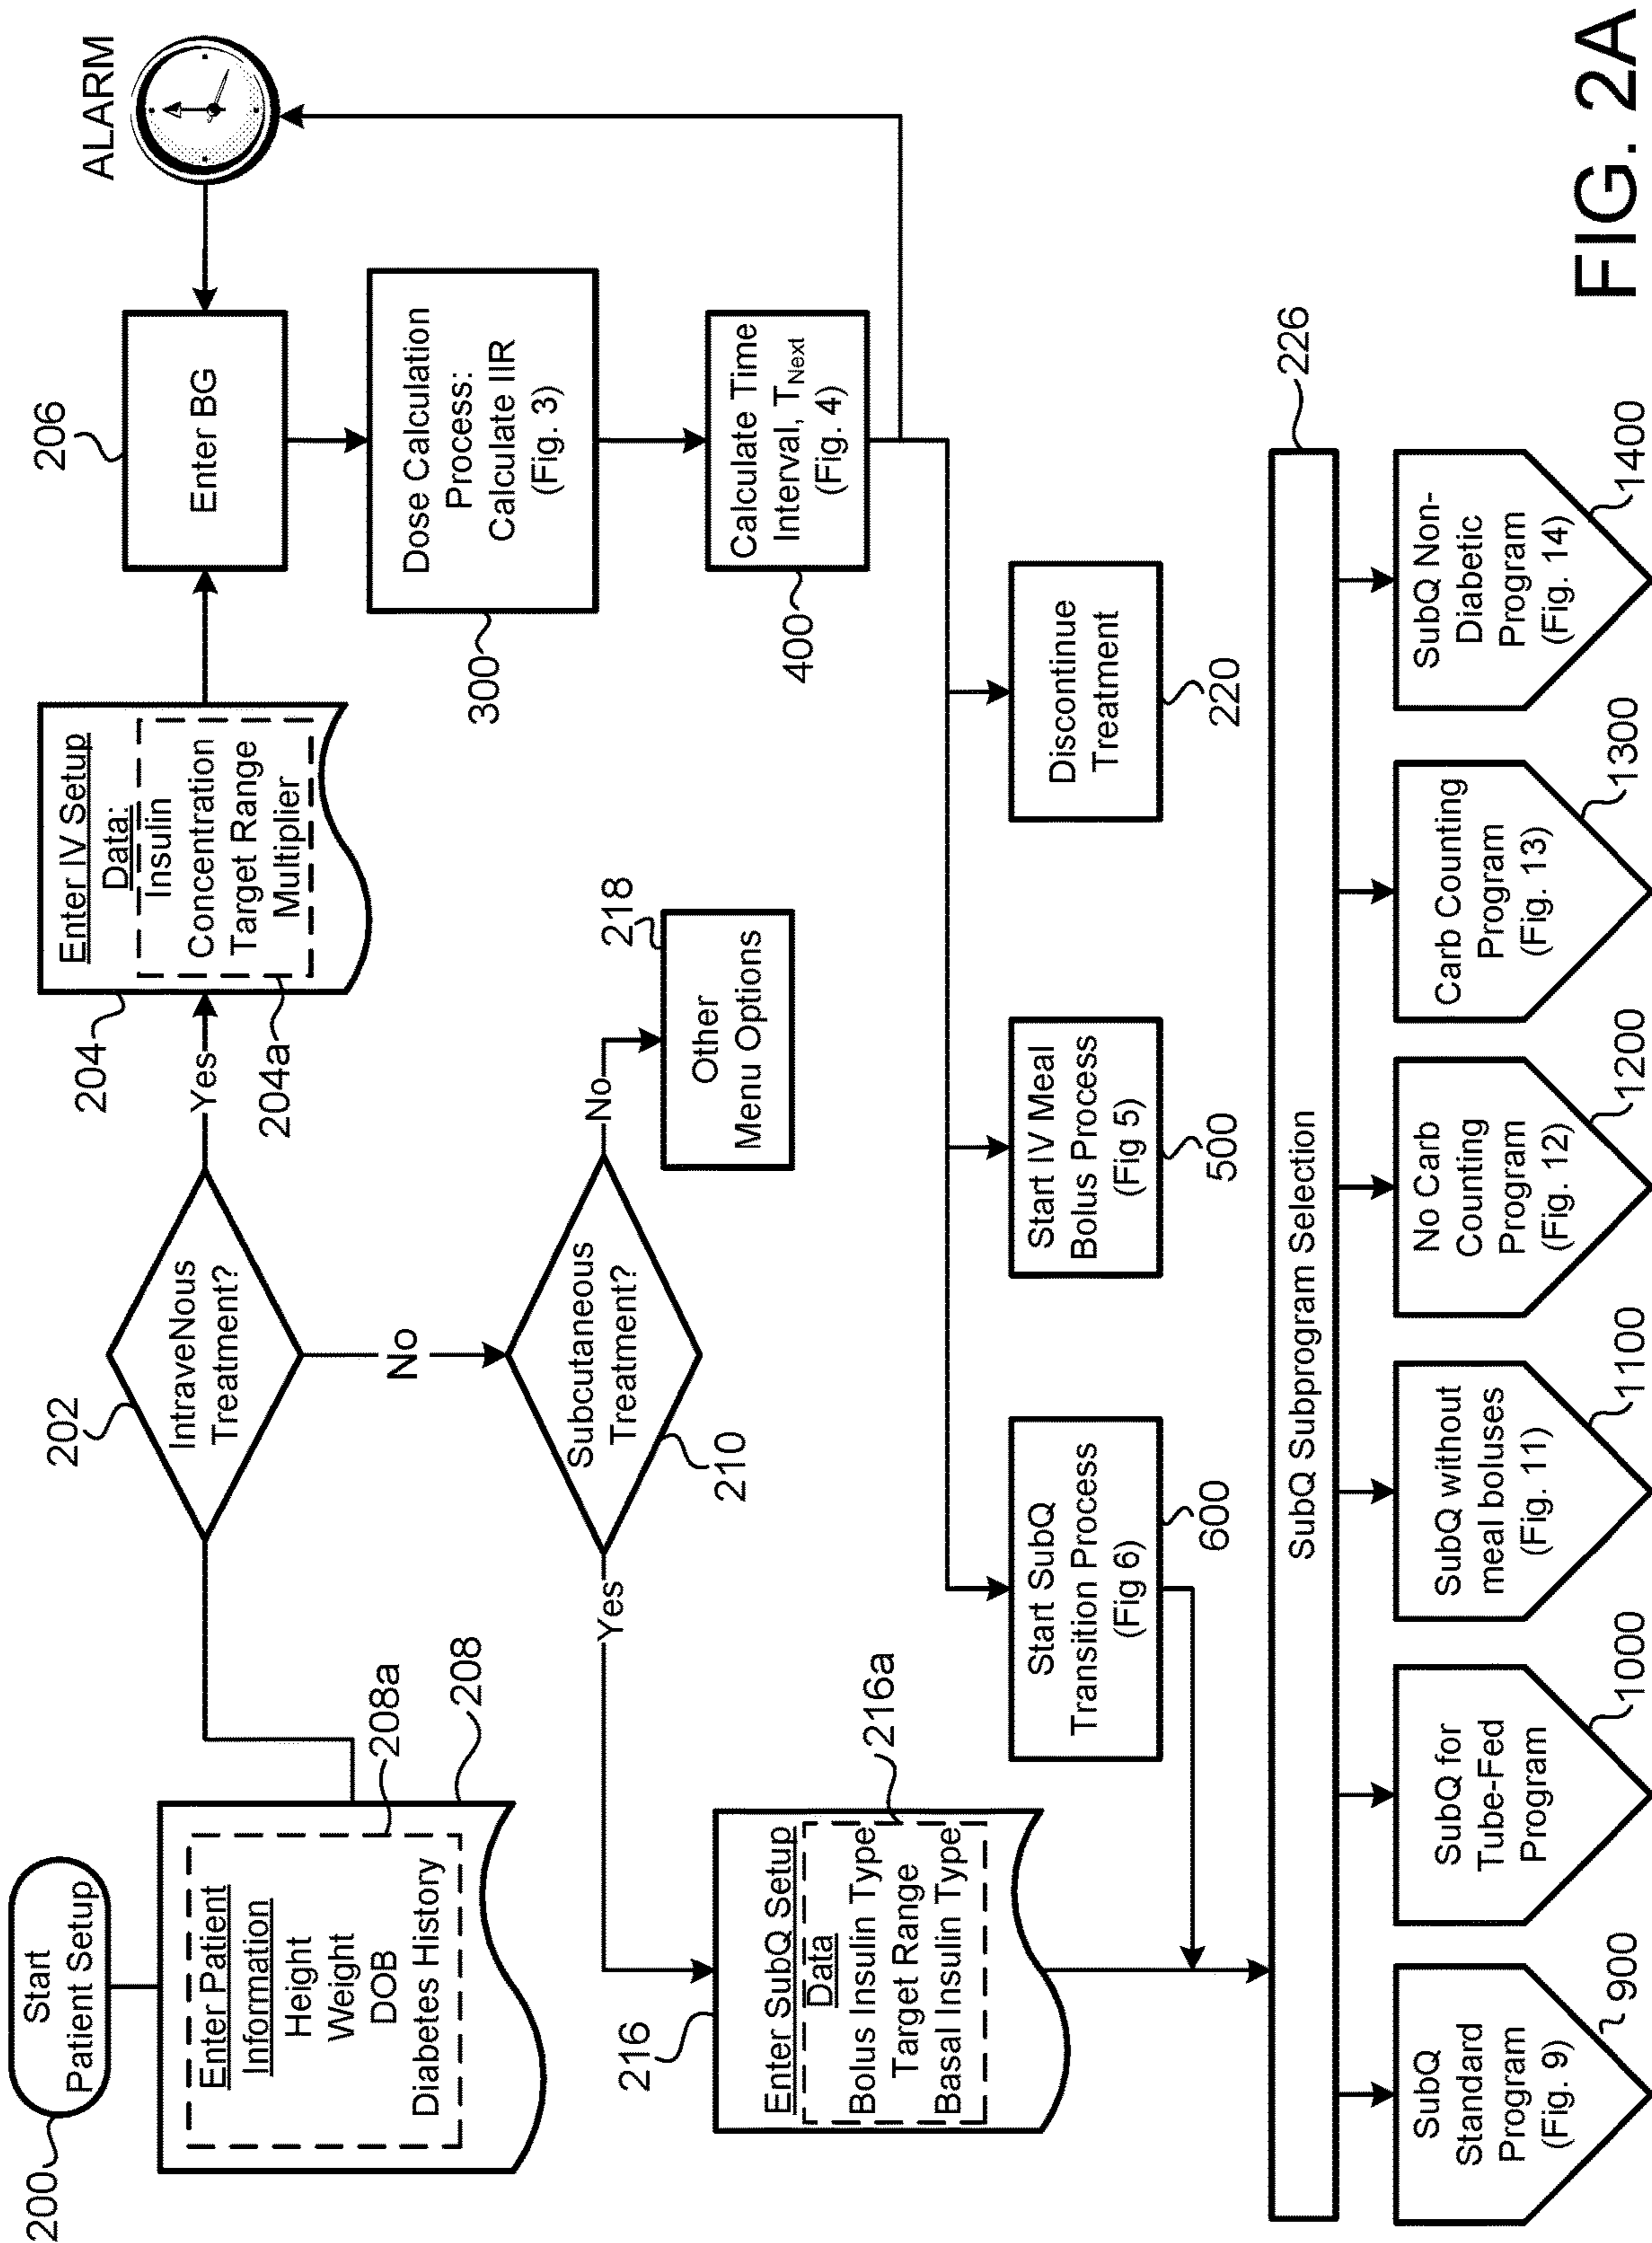 200
Start
Patient Setup
Enter Patient
Information
Height
Weight
DOB
Diabetes History
208a
208
202
IntraveNous
Treatment?
Yes
No
204
Enter IV Setup
Data:
Insulin
Concentration
Target Range
Multiplier
204a
206
Enter BG
ALARM
Dose Calculation
Process:
Calculate IIR
(Fig. 3)
300
Calculate Time
Interval, TNext
(Fig. 4)
400
Subcutaneous
Treatment?
210
Yes
No
218
Other
Menu Options
216
Enter SubQ Setup
Data
Bolus Insulin Type
Target Range
Basal Insulin Type
216a
Start SubQ
Transition Process
(Fig 6)
600
Start IV Meal
Bolus Process
(Fig 5)
500
Discontinue
Treatment
220
SubQ Subprogram Selection
226
SubQ
Standard
Program
(Fig. 9)
900
SubQ for
Tube-Fed
Program
1000
SubQ without
meal boluses
(Fig. 11)
1100
No Carb
Counting
Program
(Fig. 12)
1200
Carb Counting
Program
(Fig. 13)
1300
SubQ Non-
Diabetic
Program
(Fig. 14)
1400
FIG. 2A